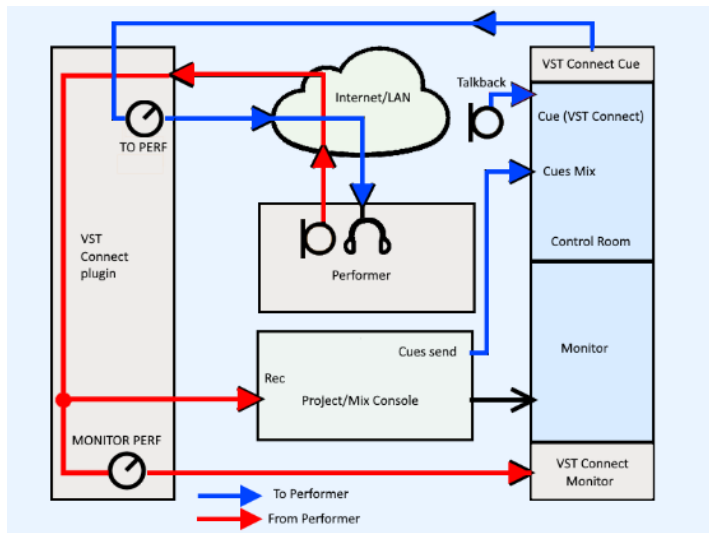 VST Connect Cue
Talkback
Internet/LAN
Cue (VST Connect)
TO PERF
Cues Mix
VST
Connect
plugin
Control Room
Performer
Cues send
Monitor
Rec
Project/Mix Console
MONITOR PERF
VST Connect
Monitor
To Performer
From Performer